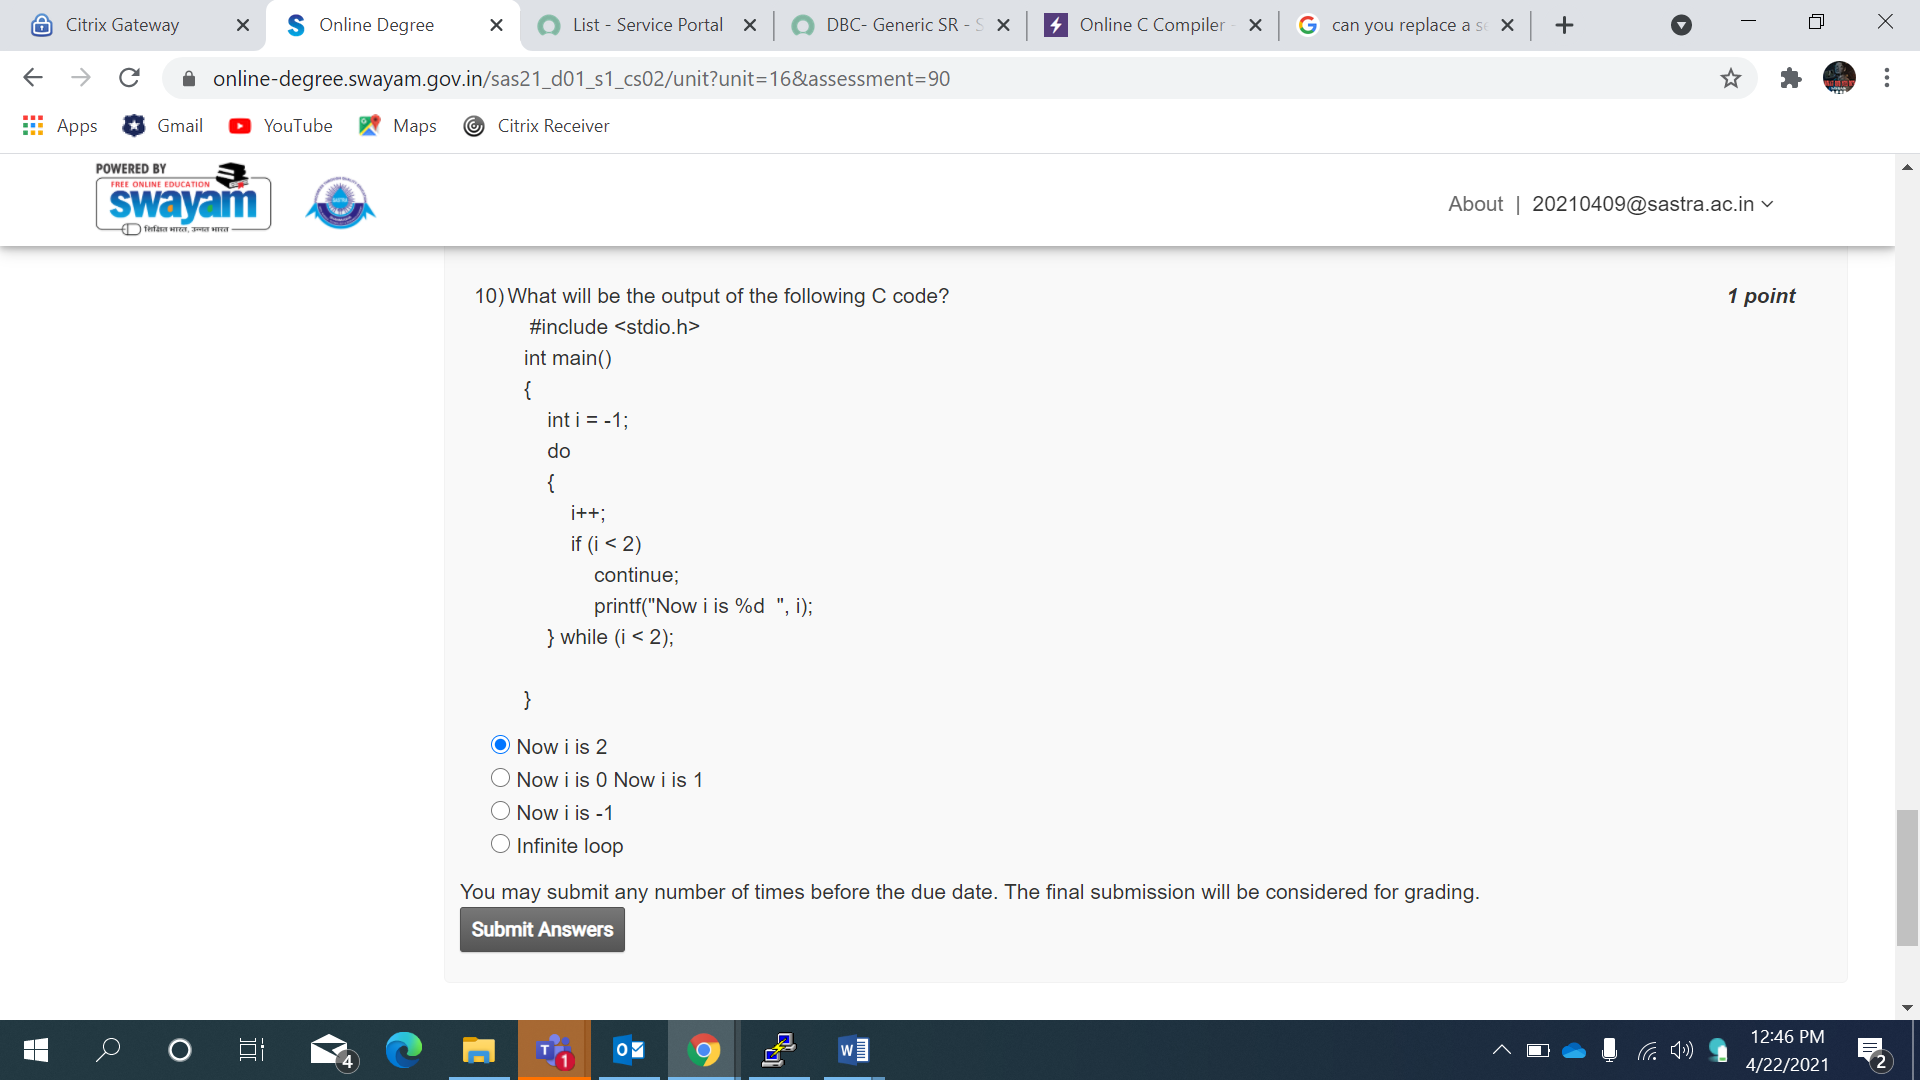 Citrix Gateway
Online Degree
List - Service Portal
DBC- Generic SR - S
Online C Compiler -
can you replace a se
online-degree.swayam.gov.in/sas21_d01_s1_cs02/unit?unit=16&assessment=90
Apps
Gmail
YouTube
Maps
Citrix Receiver
POWERED BY
FREE ONLINE EDUCATION
swayam
शिक्षित भारत, उन्नत भारत
About | 20210409@sastra.ac.in
10) What will be the output of the following C code?
1 point
#include <stdio.h>
int main()
{
int i = -1;
do
{
i++;
if (i < 2)
continue;
printf("Now i is %d  ", i);
} while (i < 2);
}
Now i is 2
Now i is 0 Now i is 1
Now i is -1
Infinite loop
You may submit any number of times before the due date. The final submission will be considered for grading.
Submit Answers
4
1
12:46 PM
4/22/2021
2